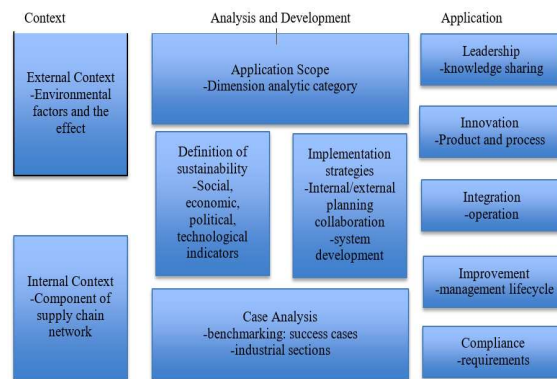 Context
Analysis and Development
Application
External Context
-Environmental
factors and the
effect
Internal Context
-Component of
supply chain
network
Application Scope
-Dimension analytic category
Definition of
sustainability
-Social,
economic,
political,
technological
indicators
Implementation
strategies
-Internal/external
planning
collaboration
-system
development
Case Analysis
-benchmarking: success cases
-industrial sections
Leadership
-knowledge sharing
Innovation
-Product and process
Integration
-operation
Improvement
-management lifecycle
Compliance
-requirements